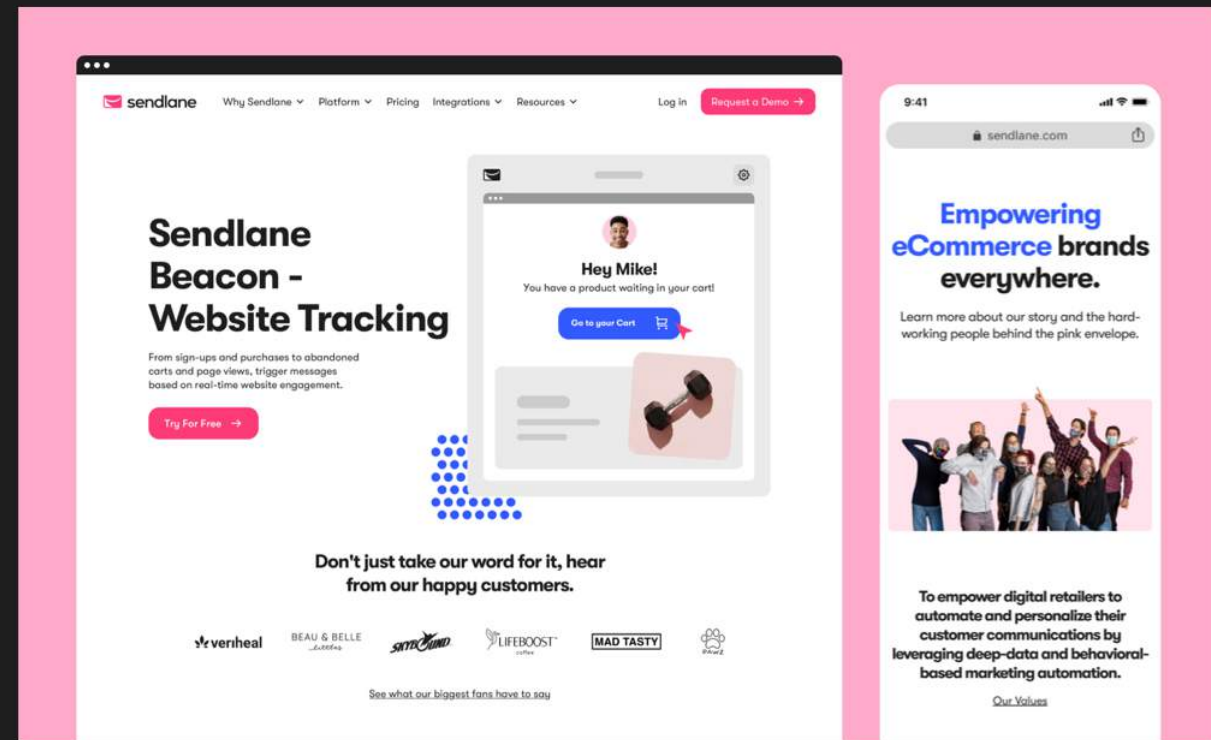 sendlane
Why Sendlane
Platform
Pricing
Integrations
Resources
Log in
Request a Demo →
Sendlane
Beacon -
Website Tracking
From sign-ups and purchases to abandoned
carts and page views, trigger messages
based on real-time website engagement.
Try For Free →
Hey Mike!
You have a product waiting in your cart!
Go to your Cart
Don't just take our word for it, hear
from our happy customers.
veriheal
BEAU & BELLE
littles
SKYBOUND
LIFEBOOST
coffee
MAD TASTY
PAWZ
See what our biggest fans have to say
9:41
sendlane.com
Empowering
eCommerce brands
everywhere.
Learn more about our story and the hard-
working people behind the pink envelope.
To empower digital retailers to
automate and personalize their
customer communications by
leveraging deep-data and behavioral-
based marketing automation.
Our Values